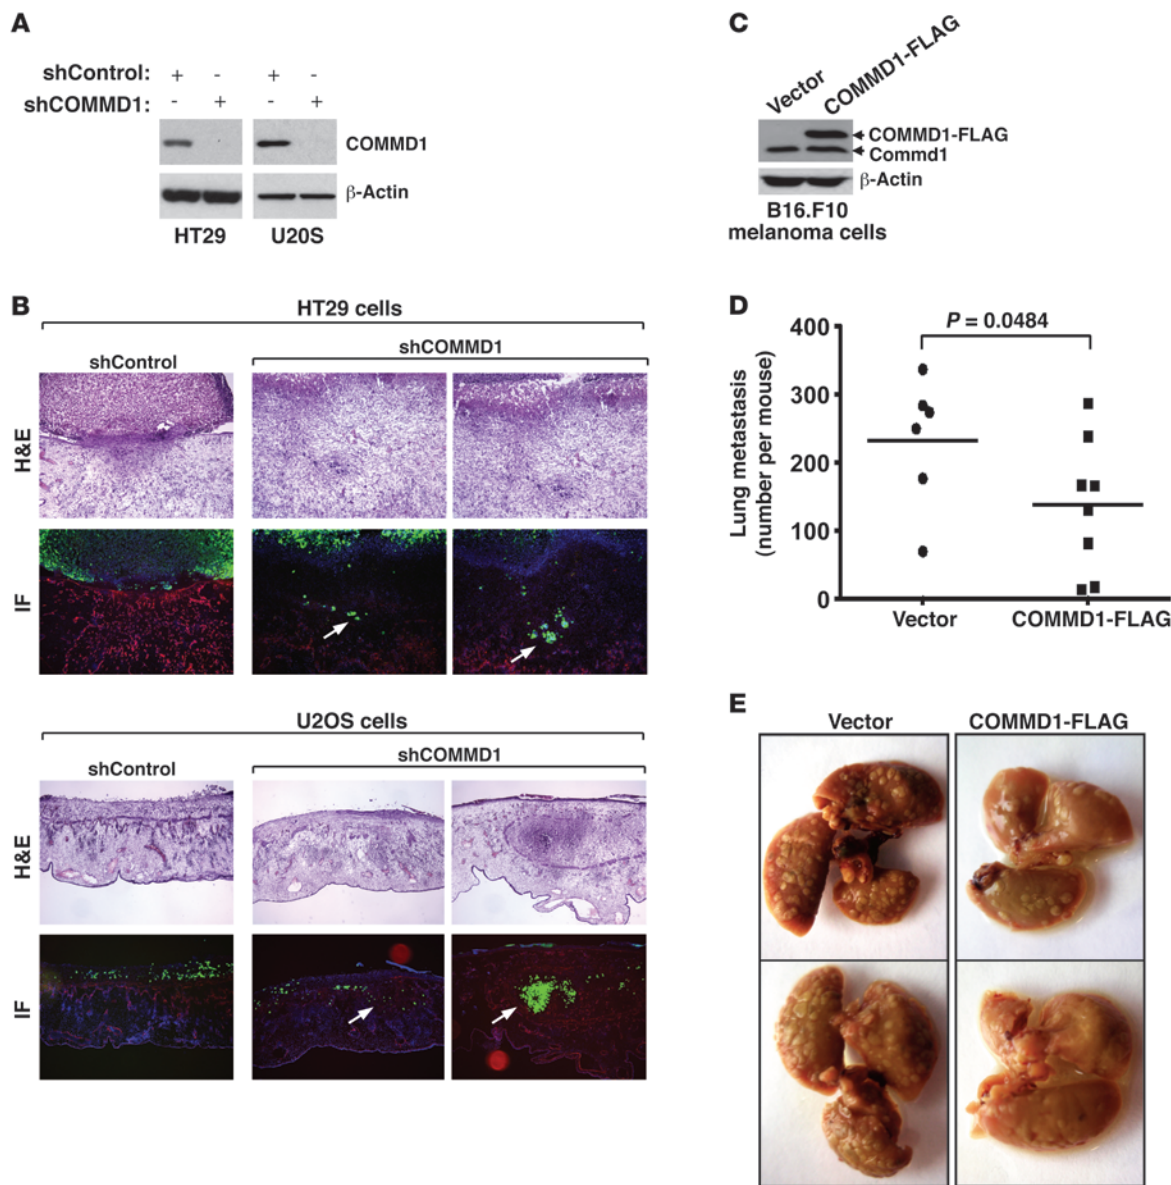 A
shControl: + - + -
shCOMMD1: - + - +
COMMD1
β-Actin
HT29 U20S
B
HT29 cells
shControl
shCOMMD1
H&E
IF
U2OS cells
shControl
shCOMMD1
H&E
IF
C
Vector
COMMD1-FLAG
COMMD1-FLAG
Commd1
β-Actin
B16.F10
melanoma cells
D
P = 0.0484
Lung metastasis
(number per mouse)
400
300
200
100
0
Vector COMMD1-FLAG
E
Vector COMMD1-FLAG